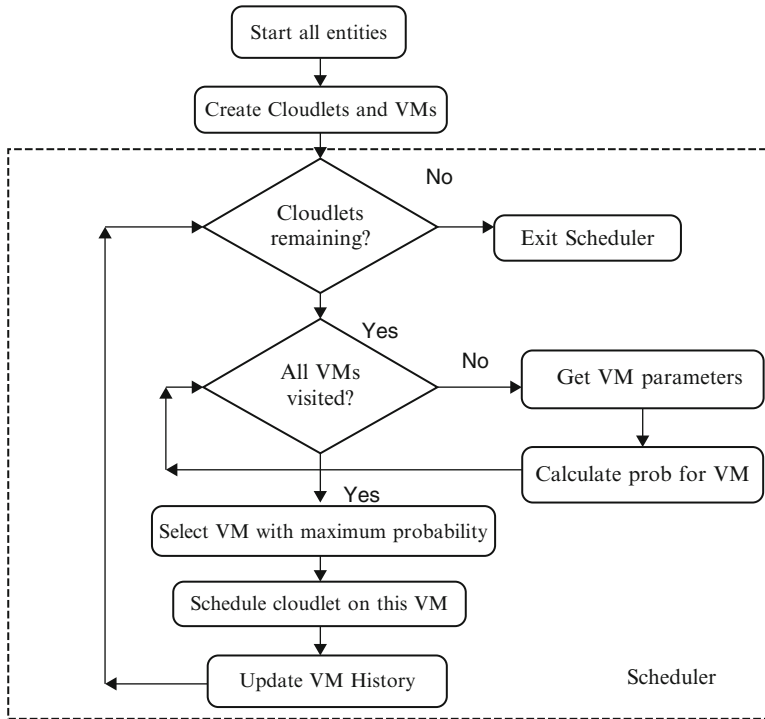 Start all entities
Create Cloudlets and VMs
No
Cloudlets
remaining?
Exit Scheduler
Yes
All VMs
visited?
No
Get VM parameters
Calculate prob for VM
Yes
Select VM with maximum probability
Schedule cloudlet on this VM
Update VM History
Scheduler